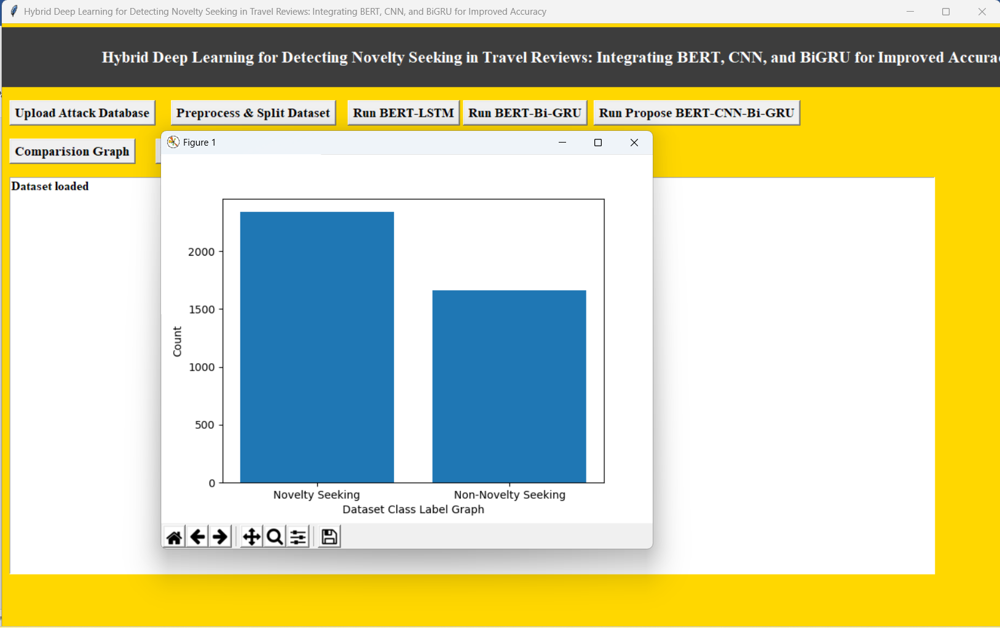 Hybrid Deep Learning for Detecting Novelty Seeking in Travel Reviews: Integrating BERT, CNN, and BiGRU for Improved Accuracy
Hybrid Deep Learning for Detecting Novelty Seeking in Travel Reviews: Integrating BERT, CNN, and BiGRU for Improved Accura
Upload Attack Database Preprocess & Split Dataset Run BERT-LSTM Run BERT-Bi-GRU Run Propose BERT-CNN-Bi-GRU
Comparision Graph
Figure 1
Dataset loaded
2000
1500
1000
500
0
Count
Novelty Seeking Non-Novelty Seeking
Dataset Class Label Graph